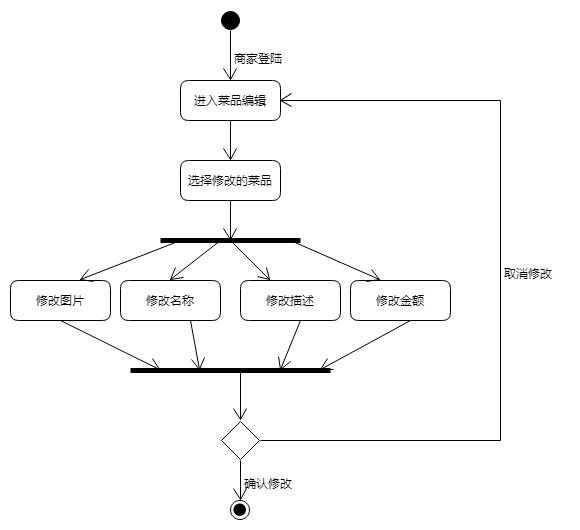 商家登陆
进入菜品编辑
选择修改的菜品
取消修改
修改图片
修改名称
修改描述
修改金额
确认修改